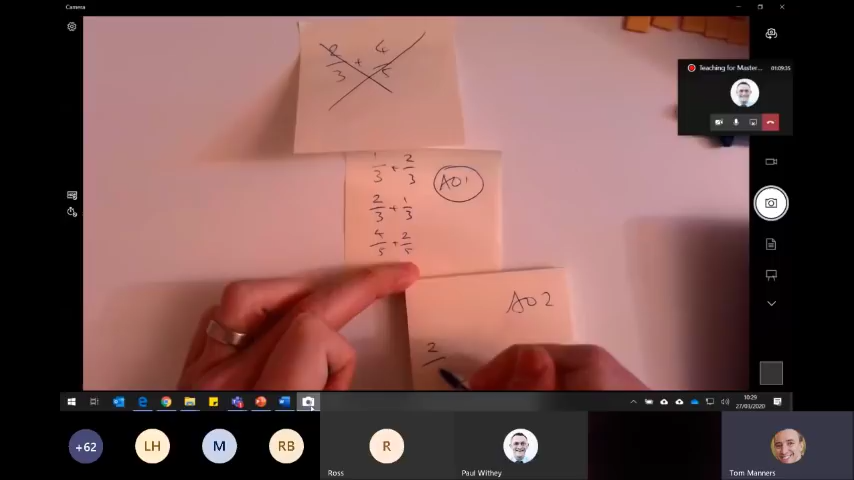 Camera
2/3 + 4/5
1/3 + 2/3
AO1
2/3 + 1/3
4/5 + 2/5
AO2
2
Teaching for Master...
01:09:35
10:29
27/03/2020
+62
LH
M
RB
R
Ross
Paul Withey
Tom Manners